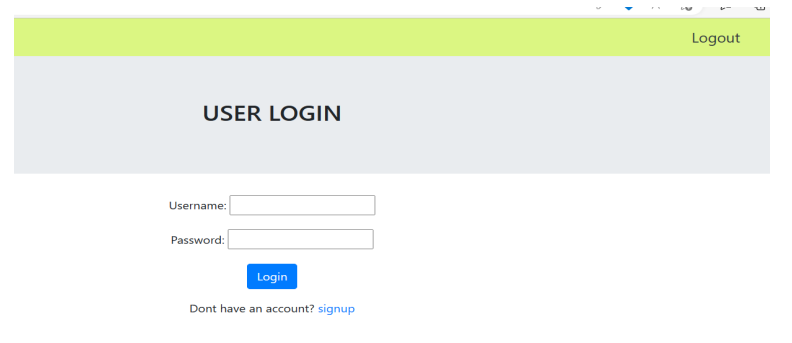 Logout
USER LOGIN
Username:
Password:
Login
Dont have an account? signup